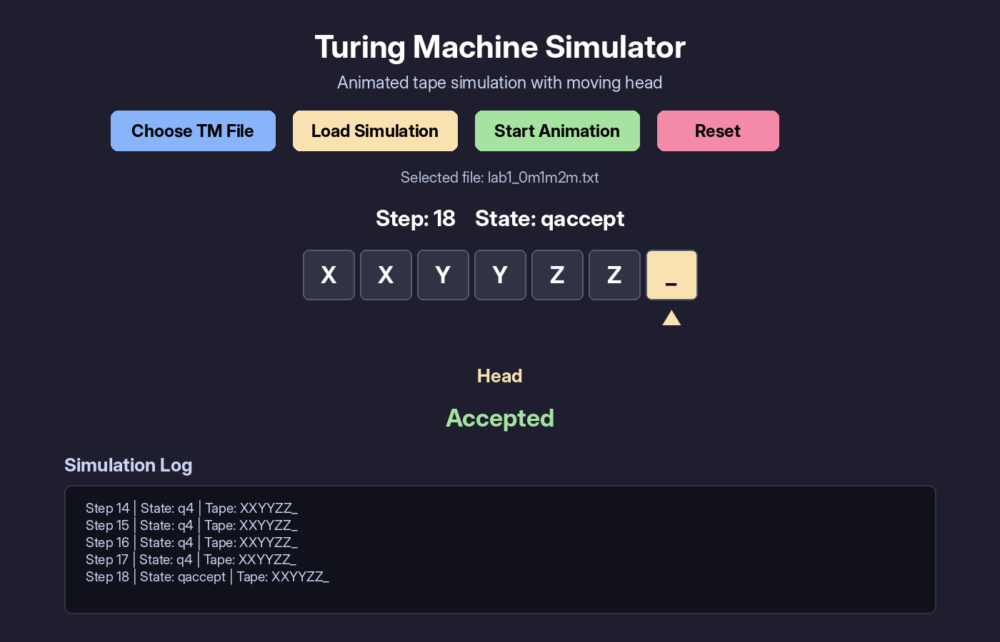 Turing Machine Simulator
Animated tape simulation with moving head
Choose TM File Load Simulation Start Animation Reset
Selected file: lab1_0m1m2m.txt
Step: 18 State: qaccept
X X Y Y Z Z _
Head
Accepted
Simulation Log
Step 14 | State: q4 | Tape: XXYYZZ_
Step 15 | State: q4 | Tape: XXYYZZ_
Step 16 | State: q4 | Tape: XXYYZZ_
Step 17 | State: q4 | Tape: XXYYZZ_
Step 18 | State: qaccept | Tape: XXYYZZ_